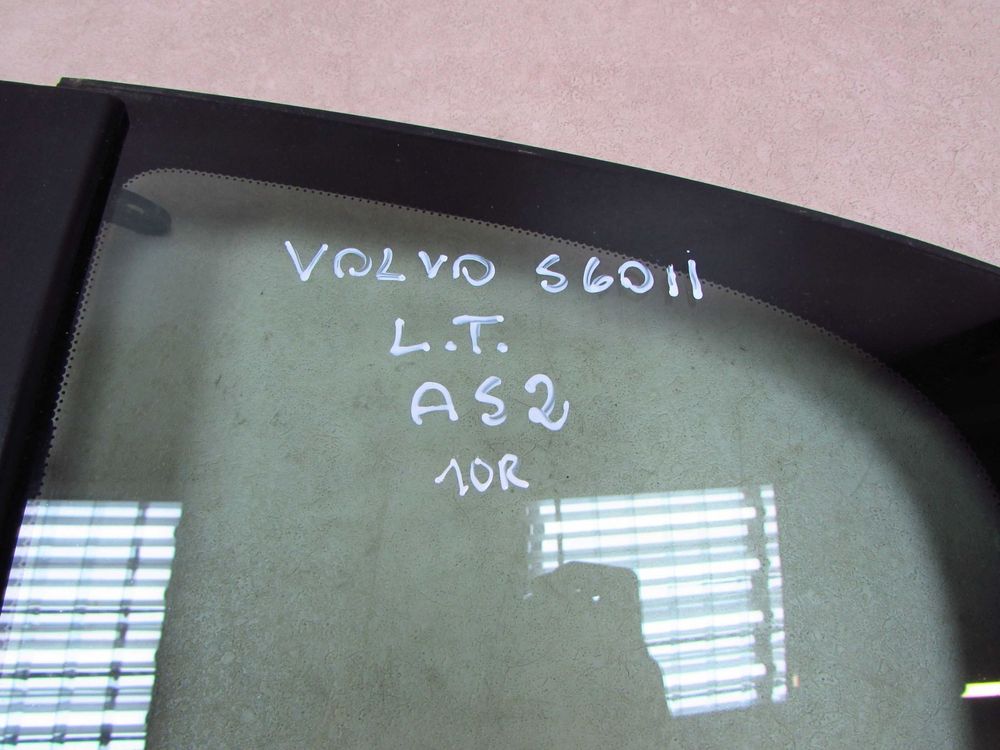 VOLVO S60II
L.T.
AS2
10R